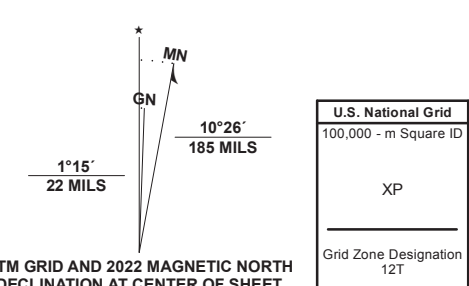 ★
MN
GN
1°15´
22 MILS
10°26´
185 MILS
TM GRID AND 2022 MAGNETIC NORTH
DECLINATION AT CENTER OF SHEET
U.S. National Grid
100,000 - m Square ID
XP
Grid Zone Designation
12T